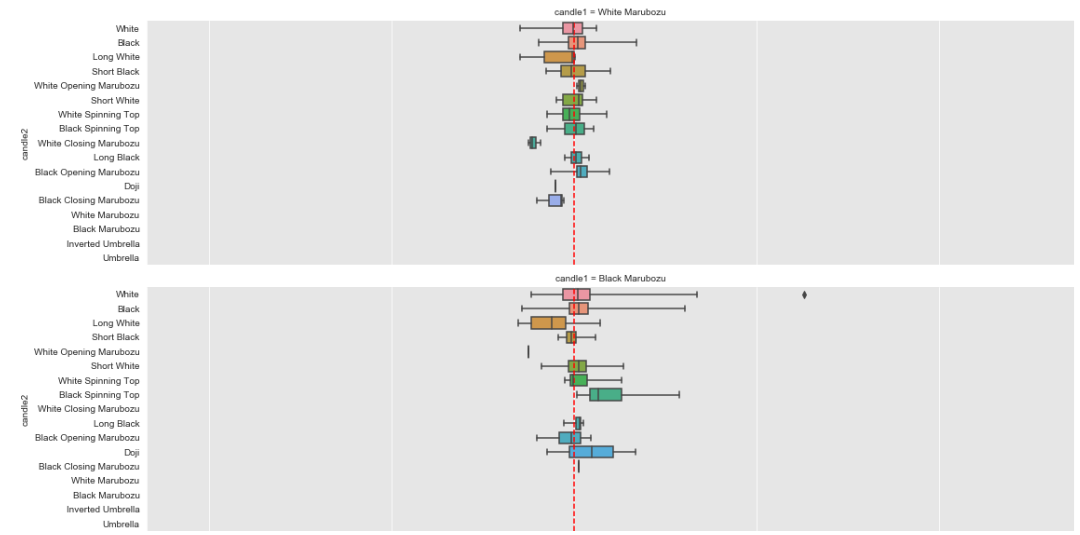 candle1 = White Marubozu
White
Black
Long White
Short Black
White Opening Marubozu
Short White
White Spinning Top
Black Spinning Top
White Closing Marubozu
Long Black
Black Opening Marubozu
Doji
Black Closing Marubozu
White Marubozu
Black Marubozu
Inverted Umbrella
Umbrella
candle2
candle1 = Black Marubozu
White
Black
Long White
Short Black
White Opening Marubozu
Short White
White Spinning Top
Black Spinning Top
White Closing Marubozu
Long Black
Black Opening Marubozu
Doji
Black Closing Marubozu
White Marubozu
Black Marubozu
Inverted Umbrella
Umbrella
candle2